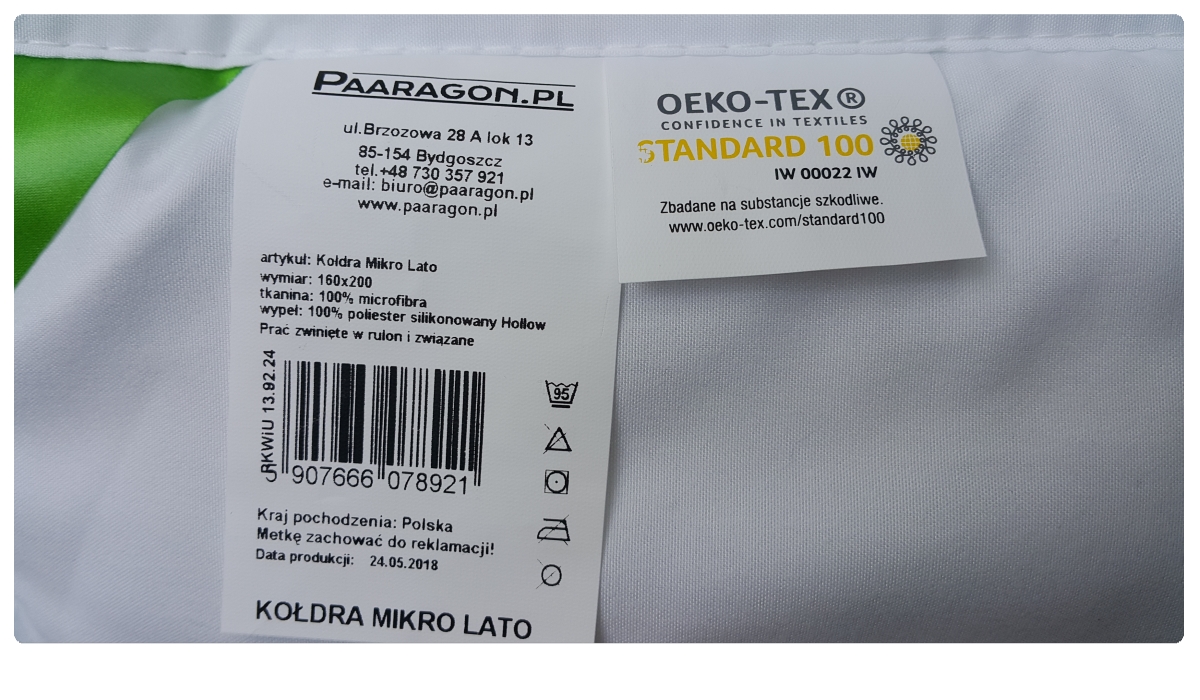 PAARAGON.PL
ul.Brzozowa 28 A lok 13
85-154 Bydgoszcz
tel.+48 730 357 921
e-mail: biuro@paaragon.pl
www.paaragon.pl
artykuł: Kołdra Mikro Lato
wymiar: 160x200
tkanina: 100% microfibra
wypeł: 100% poliester silikonowany Hollow
Prać zwinięte w rulon i związane
PKWiU 13.92.24
5 907666 078921
95
Kraj pochodzenia: Polska
Metkę zachować do reklamacji!
Data produkcji: 24.05.2018
KOŁDRA MIKRO LATO
OEKO-TEX®
CONFIDENCE IN TEXTILES
STANDARD 100
IW 00022 IW
Zbadane na substancje szkodliwe.
www.oeko-tex.com/standard100